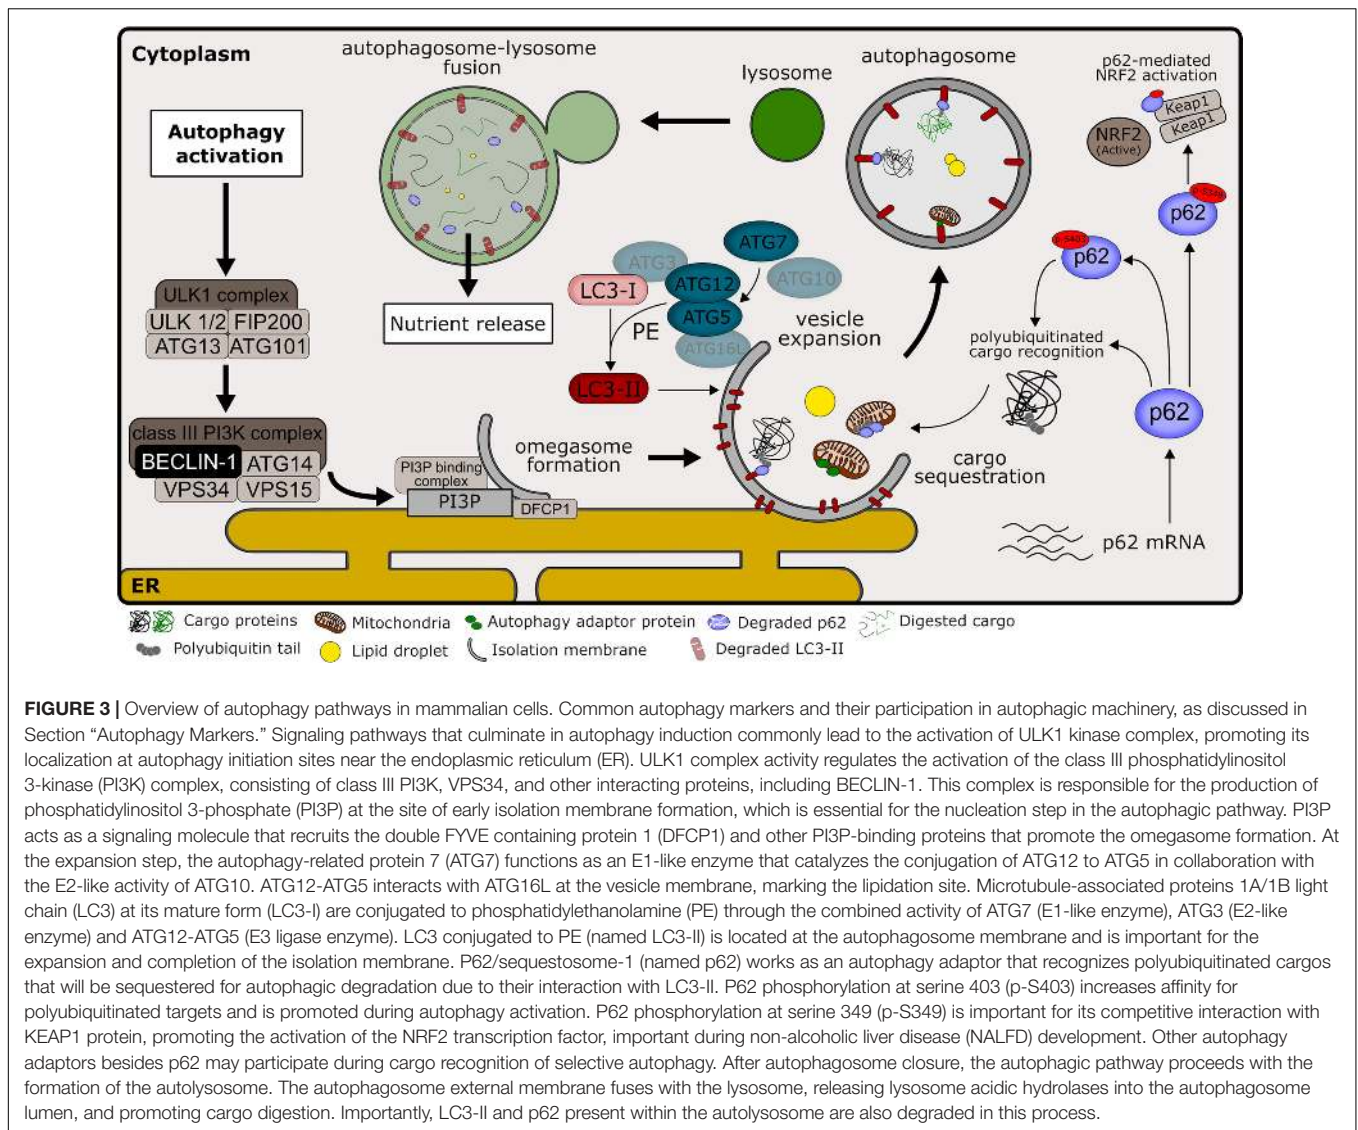 Cytoplasm
autophagosome-lysosome
fusion
lysosome
autophagosome
p62-mediated
NRF2 activation
Keap1
Keap1
NRF2
(Active)
Autophagy
activation
p-S349
p62
p-S403
p62
ATG7
ATG3
ATG10
ATG12
LC3-I
ULK1 complex
ULK 1/2
FIP200
ATG13
ATG101
Nutrient release
PE
ATG5
ATG16L
vesicle
expansion
polyubiquitinated
cargo recognition
LC3-II
p62
class III PI3K complex
BECLIN-1
ATG14
VPS34
VPS15
PI3P binding
complex
PI3P
DFCP1
omegasome
formation
cargo
sequestration
p62 mRNA
ER
Cargo proteins
Mitochondria
Autophagy adaptor protein
Degraded p62
Digested cargo
Polyubiquitin tail
Lipid droplet
Isolation membrane
Degraded LC3-II
FIGURE 3 | Overview of autophagy pathways in mammalian cells. Common autophagy markers and their participation in autophagic machinery, as discussed in
Section “Autophagy Markers.” Signaling pathways that culminate in autophagy induction commonly lead to the activation of ULK1 kinase complex, promoting its
localization at autophagy initiation sites near the endoplasmic reticulum (ER). ULK1 complex activity regulates the activation of the class III phosphatidylinositol
3-kinase (PI3K) complex, consisting of class III PI3K, VPS34, and other interacting proteins, including BECLIN-1. This complex is responsible for the production of
phosphatidylinositol 3-phosphate (PI3P) at the site of early isolation membrane formation, which is essential for the nucleation step in the autophagic pathway. PI3P
acts as a signaling molecule that recruits the double FYVE containing protein 1 (DFCP1) and other PI3P-binding proteins that promote the omegasome formation. At
the expansion step, the autophagy-related protein 7 (ATG7) functions as an E1-like enzyme that catalyzes the conjugation of ATG12 to ATG5 in collaboration with
the E2-like activity of ATG10. ATG12-ATG5 interacts with ATG16L at the vesicle membrane, marking the lipidation site. Microtubule-associated proteins 1A/1B light
chain (LC3) at its mature form (LC3-I) are conjugated to phosphatidylethanolamine (PE) through the combined activity of ATG7 (E1-like enzyme), ATG3 (E2-like
enzyme) and ATG12-ATG5 (E3 ligase enzyme). LC3 conjugated to PE (named LC3-II) is located at the autophagosome membrane and is important for the
expansion and completion of the isolation membrane. P62/sequestosome-1 (named p62) works as an autophagy adaptor that recognizes polyubiquitinated cargos
that will be sequestered for autophagic degradation due to their interaction with LC3-II. P62 phosphorylation at serine 403 (p-S403) increases affinity for
polyubiquitinated targets and is promoted during autophagy activation. P62 phosphorylation at serine 349 (p-S349) is important for its competitive interaction with
KEAP1 protein, promoting the activation of the NRF2 transcription factor, important during non-alcoholic liver disease (NALFD) development. Other autophagy
adaptors besides p62 may participate during cargo recognition of selective autophagy. After autophagosome closure, the autophagic pathway proceeds with the
formation of the autolysosome. The autophagosome external membrane fuses with the lysosome, releasing lysosome acidic hydrolases into the autophagosome
lumen, and promoting cargo digestion. Importantly, LC3-II and p62 present within the autolysosome are also degraded in this process.